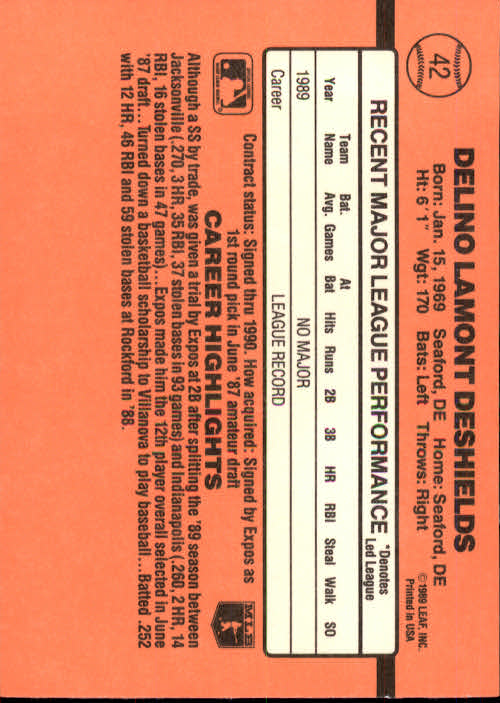 42
DELINO LAMONT DESHIELDS
Born: Jan. 15, 1969 Seaford, DE Home: Seaford, DE
Ht: 6'1" Wgt: 170 Bats: Left Throws: Right
©1989 LEAF, INC.
Printed in USA
RECENT MAJOR LEAGUE PERFORMANCE *Denotes Led League
Year Team Name Bat. Avg. Games At Bat Hits Runs 2B 3B HR RBI Steal Walk SO
1989 NO MAJOR
Career LEAGUE RECORD
Contract status: Signed thru 1990. How acquired: Signed by Expos as
1st round pick in June '87 amateur draft
CAREER HIGHLIGHTS
MLB
Although a SS by trade, was given a trial by Expos at 2B after splitting the '89 season between
Jacksonville (.270, 3 HR, 35 RBI, 37 stolen bases in 93 games) and Indianapolis (.260, 2 HR, 14
RBI, 16 stolen bases in 47 games)... Expos made him the 12th player overall selected in June
'87 draft... Turned down a basketball scholarship to Villanova to play baseball... Batted .252
with 12 HR, 46 RBI and 59 stolen bases at Rockford in '88.